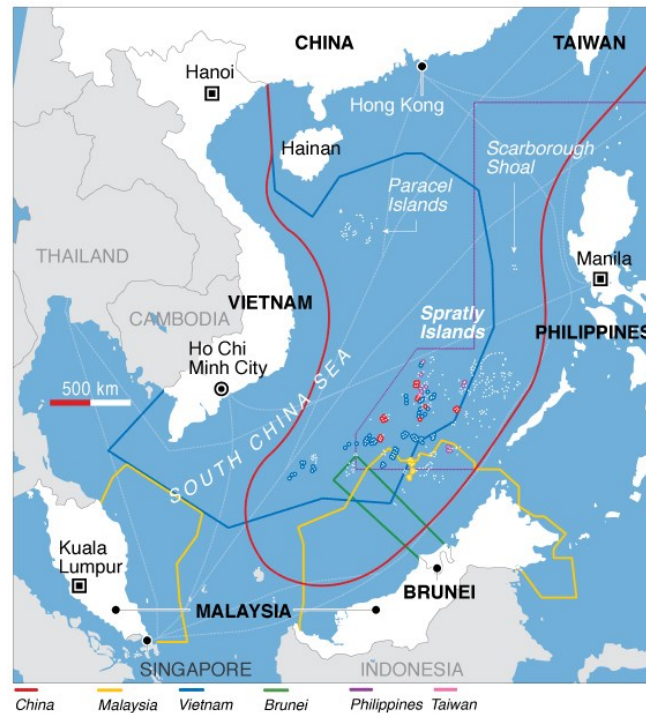 CHINA
TAIWAN
Hanoi
Hong Kong
Hainan
Scarborough
Shoal
Paracel
Islands
THAILAND
Manila
VIETNAM
CAMBODIA
Spratly
Islands
PHILIPPINES
Ho Chi
Minh City
500 km
SOUTH CHINA SEA
Kuala
Lumpur
BRUNEI
MALAYSIA
SINGAPORE
INDONESIA
China
Malaysia
Vietnam
Brunei
Philippines
Taiwan